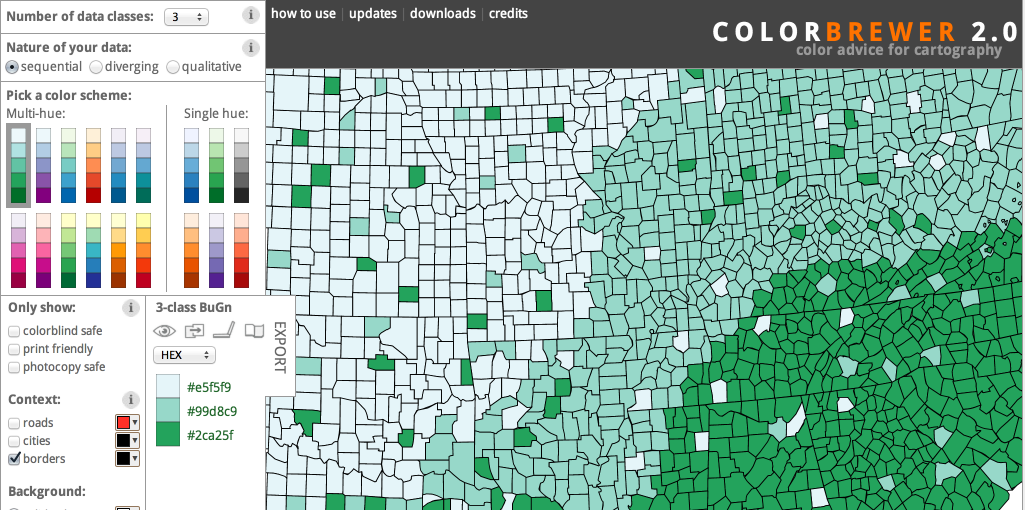 Number of data classes: 3 i
how to use | updates | downloads | credits
COLORBREWER 2.0
color advice for cartography
Nature of your data: i
sequential diverging qualitative
Pick a color scheme:
Multi-hue: Single hue:
Only show: i
colorblind safe
print friendly
photocopy safe
Context: i
roads
cities
borders
Background:
3-class BuGn
EXPORT
HEX
#e5f5f9
#99d8c9
#2ca25f